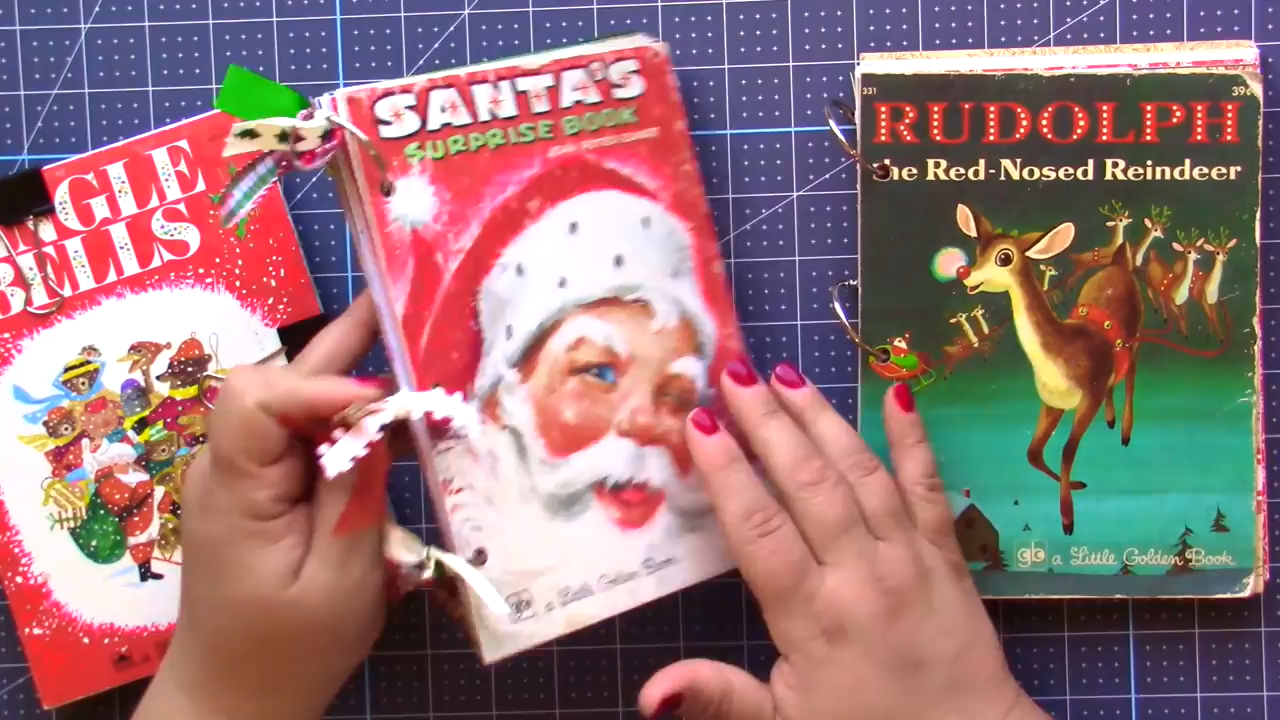 GLE
BELLS
SANTA'S
SURPRISE BOOK
gb a Little Golden Book
331
39¢
RUDOLPH
the Red-Nosed Reindeer
gb a Little Golden Book